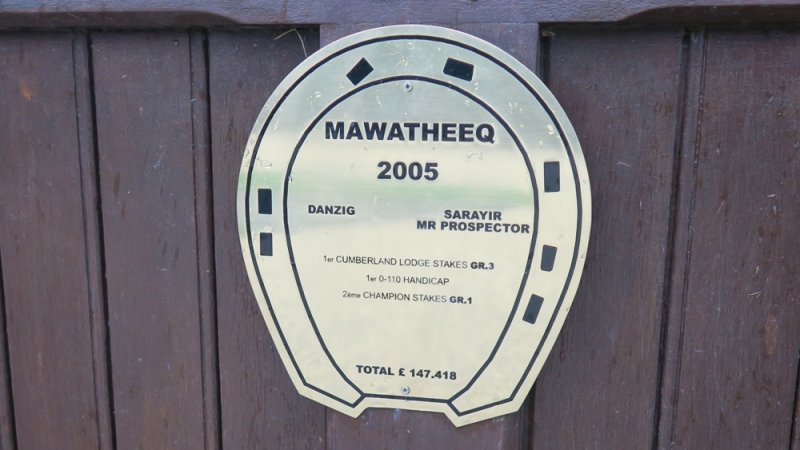 MAWATHEEQ
2005
DANZIG SARAYIR
MR PROSPECTOR
1er CUMBERLAND LODGE STAKES GR.3
1er 0-110 HANDICAP
2ème CHAMPION STAKES GR.1
TOTAL £ 147.418